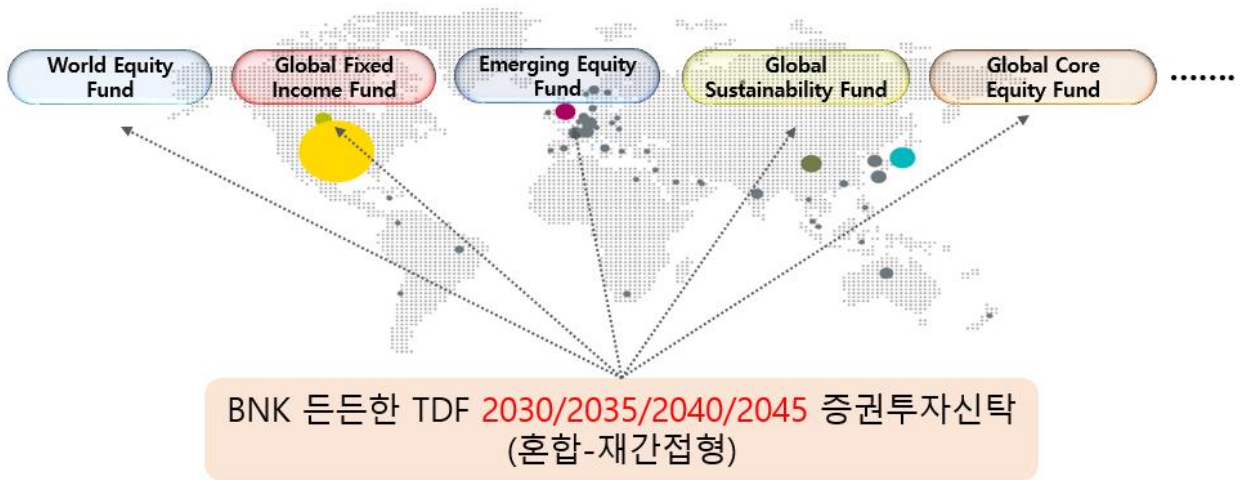 World Equity
Fund
Global Fixed
Income Fund
Emerging Equity
Fund
Global
Sustainability Fund
Global Core
Equity Fund
.......
BNK 든든한 TDF 2030/2035/2040/2045 증권투자신탁
(혼합-재간접형)